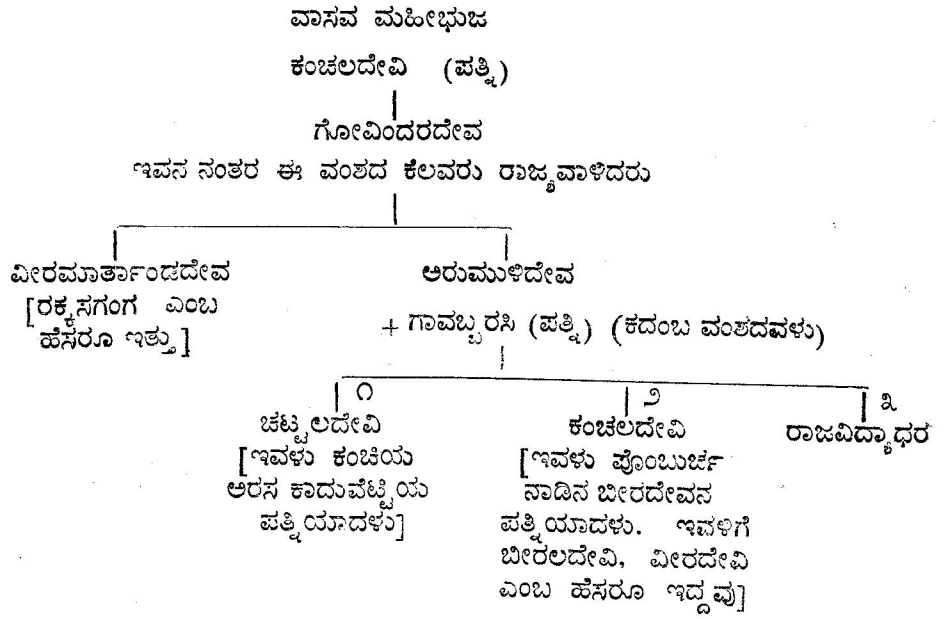 ವಾಸವ ಮಹೀಭುಜ
ಕಂಚಲದೇವಿ (ಪತ್ನಿ)
ಗೋವಿಂದರದೇವ
ಇವನ ನಂತರ ಈ ವಂಶದ ಕೆಲವರು ರಾಜ್ಯವಾಳಿದರು
ವೀರಮಾರ್ತಾಂಡದೇವ
[ರಕ್ಕಸಗಂಗ ಎಂಬ
ಹೆಸರೂ ಇತ್ತು]
ಅರುಮುಳಿದೇವ
+ ಗಾವಬ್ಬರಸಿ (ಪತ್ನಿ) (ಕದಂಬ ವಂಶದವಳು)
೧
ಚಟ್ಟಲದೇವಿ
[ಇವಳು ಕಂಚಿಯ
ಅರಸ ಕಾದುವೆಟ್ಟಿಯ
ಪತ್ನಿಯಾದಳು]
೨
ಕಂಚಲದೇವಿ
[ಇವಳು ಪೊಂಬುರ್ಚ
ನಾಡಿನ ಬೀರದೇವನ
ಪತ್ನಿಯಾದಳು. ಇವಳಿಗೆ
ಬೀರಲದೇವಿ, ವೀರದೇವಿ
ಎಂಬ ಹೆಸರೂ ಇದ್ದವು]
೩
ರಾಜವಿದ್ಯಾಧರ